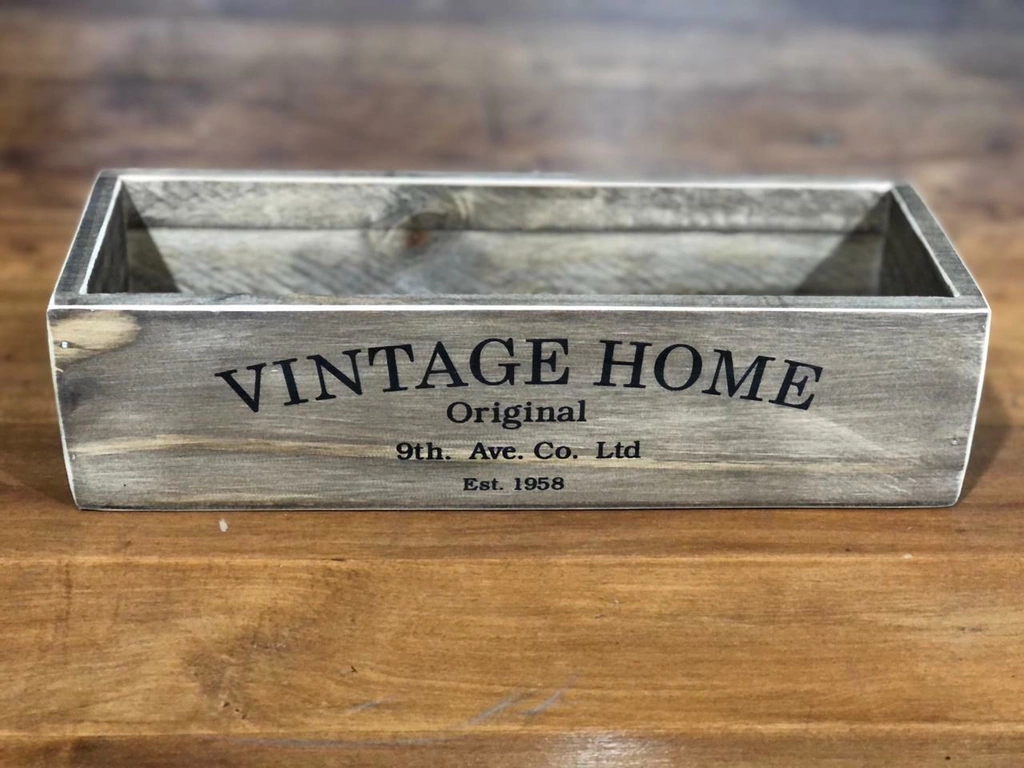 VINTAGE HOME
Original
9th. Ave. Co. Ltd
Est. 1958